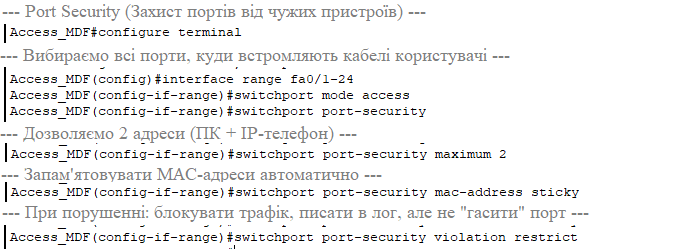 --- Port Security (Захист портів від чужих пристроїв) ---
Access_MDF#configure terminal
--- Вибираємо всі порти, куди встромляють кабелі користувачі ---
Access_MDF(config)#interface range fa0/1-24
Access_MDF(config-if-range)#switchport mode access
Access_MDF(config-if-range)#switchport port-security
--- Дозволяємо 2 адреси (ПК + IP-телефон) ---
Access_MDF(config-if-range)#switchport port-security maximum 2
--- Запам'ятовувати MAC-адреси автоматично ---
Access_MDF(config-if-range)#switchport port-security mac-address sticky
--- При порушенні: блокувати трафік, писати в лог, але не "гасити" порт ---
Access_MDF(config-if-range)#switchport port-security violation restrict